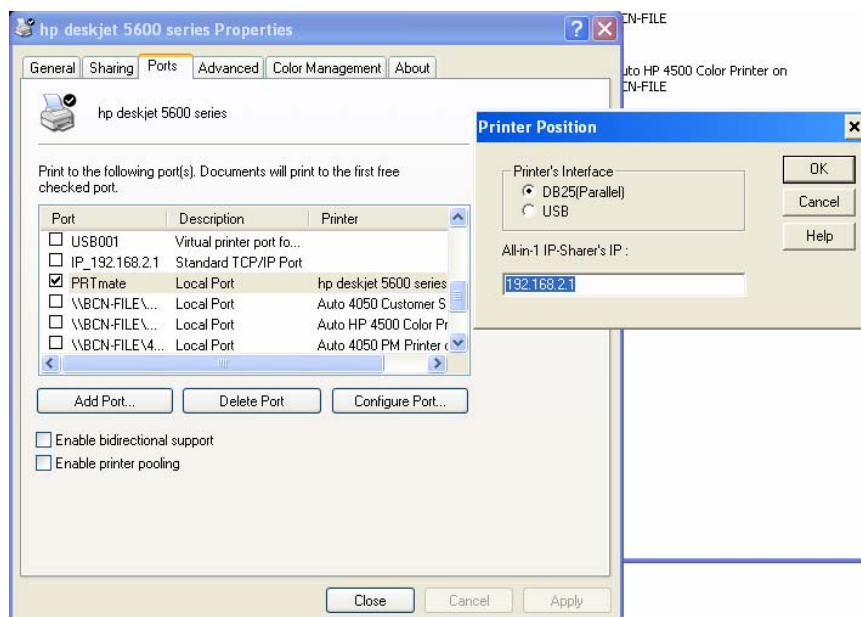 hp deskjet 5600 series Properties
General Sharing Ports Advanced Color Management About
hp deskjet 5600 series
Print to the following port(s). Documents will print to the first free
checked port.
Port Description Printer
USB001 Virtual printer port fo...
IP_192.168.2.1 Standard TCP/IP Port
PRTmate Local Port hp deskjet 5600 series
\\BCN-FILE\... Local Port Auto 4050 Customer S
\\BCN-FILE\... Local Port Auto HP 4500 Color Pr
\\BCN-FILE\4... Local Port Auto 4050 PM Printer
Add Port... Delete Port Configure Port...
Enable bidirectional support
Enable printer pooling
Close Cancel Apply
CN-FILE
uto HP 4500 Color Printer on
CN-FILE
Printer Position
Printer's Interface
DB25(Parallel)
USB
All-in-1 IP-Sharer's IP :
192.168.2.1
OK
Cancel
Help